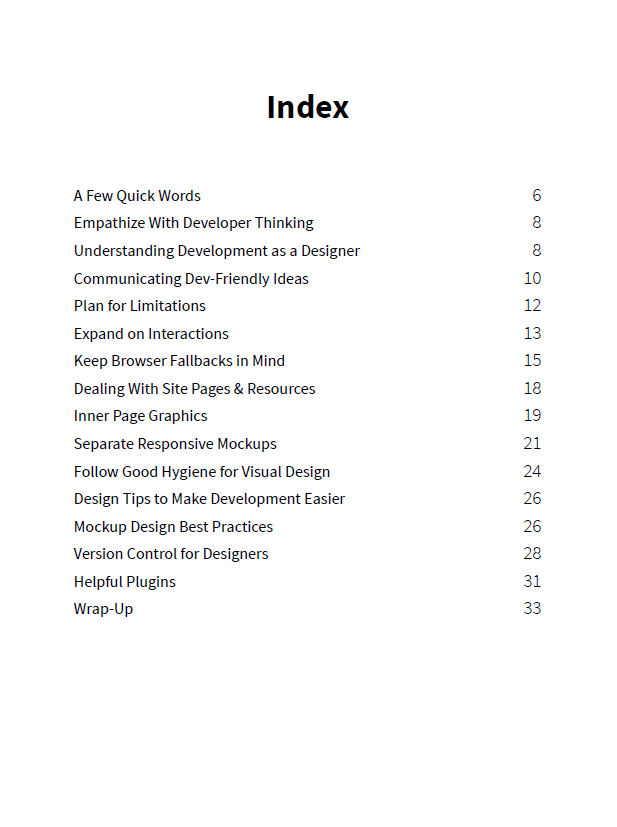 Index
A Few Quick Words 6
Empathize With Developer Thinking 8
Understanding Development as a Designer 8
Communicating Dev-Friendly Ideas 10
Plan for Limitations 12
Expand on Interactions 13
Keep Browser Fallbacks in Mind 15
Dealing With Site Pages & Resources 18
Inner Page Graphics 19
Separate Responsive Mockups 21
Follow Good Hygiene for Visual Design 24
Design Tips to Make Development Easier 26
Mockup Design Best Practices 26
Version Control for Designers 28
Helpful Plugins 31
Wrap-Up 33